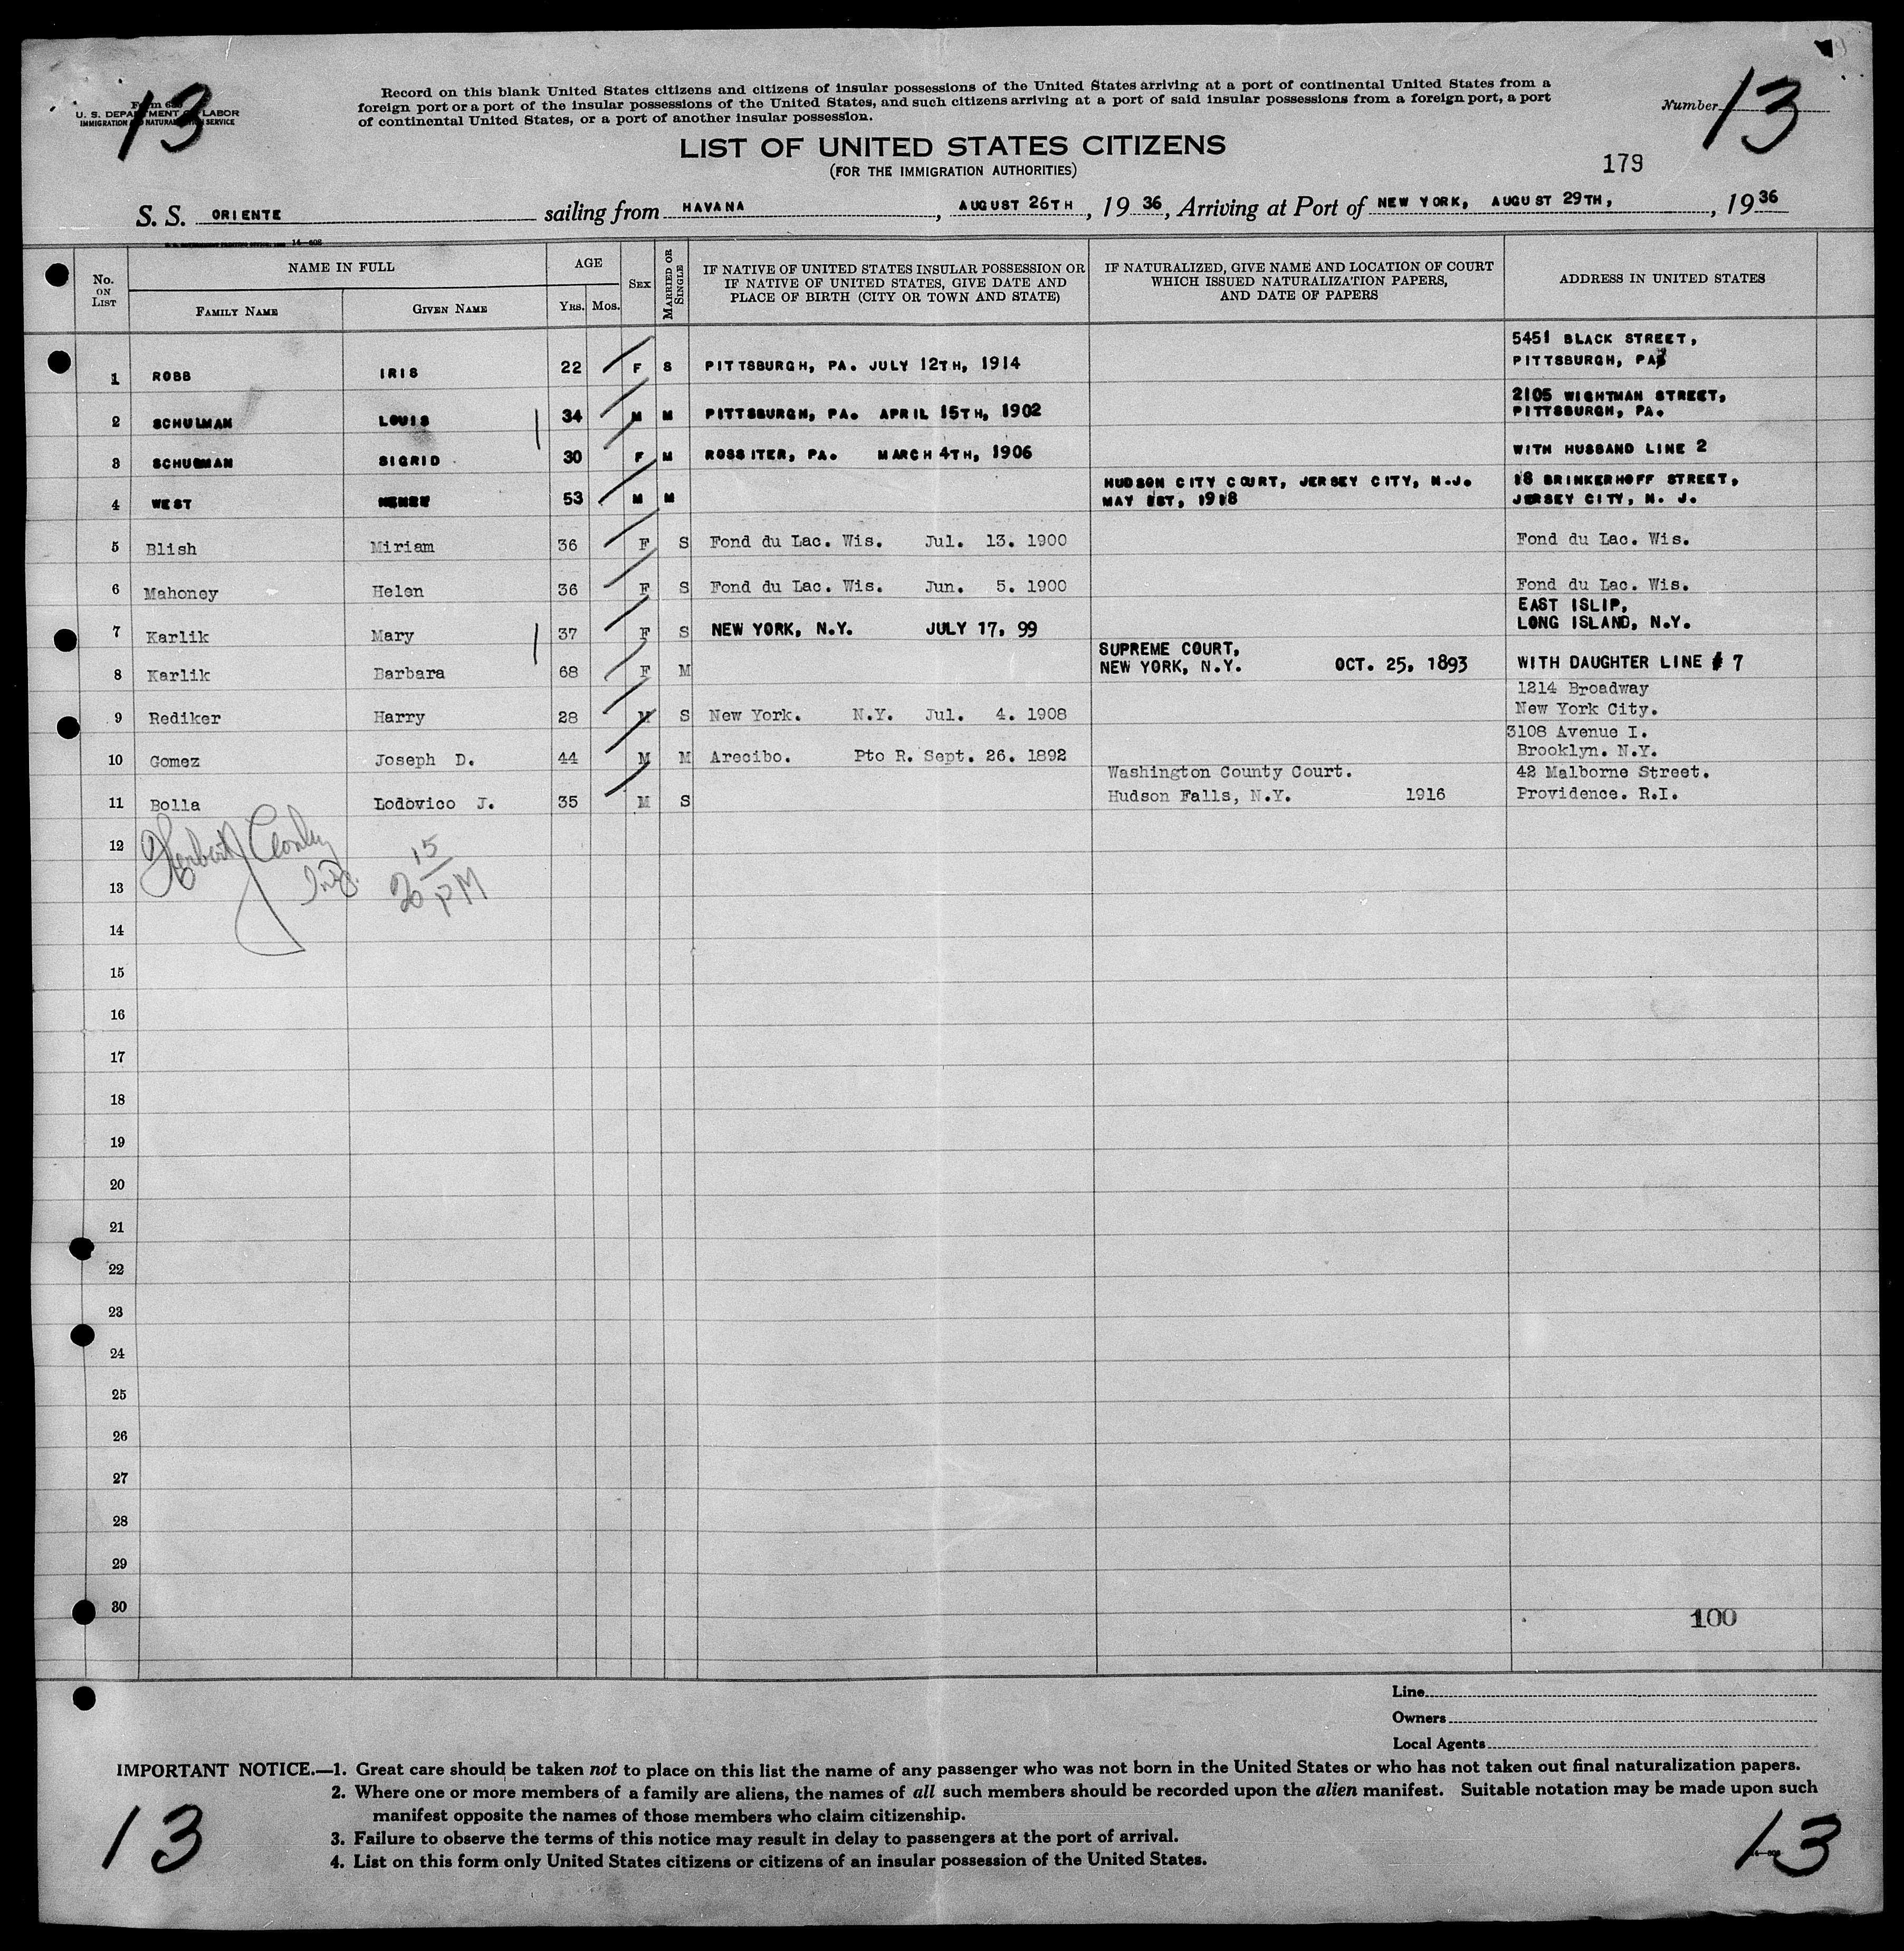 13
U. S. DEPARTMENT OF LABOR
IMMIGRATION AND NATURALIZATION SERVICE
Record on this blank United States citizens and citizens of insular possessions of the United States arriving at a port of continental United States from a
foreign port or a port of the insular possessions of the United States, and such citizens arriving at a port of said insular possessions from a foreign port, a port
of continental United States, or a port of another insular possession.
Number 13
LIST OF UNITED STATES CITIZENS
(FOR THE IMMIGRATION AUTHORITIES)
179
S. S. ORIENTE sailing from HAVANA, AUGUST 26TH, 1936, Arriving at Port of NEW YORK, AUGUST 29TH, 1936
14-608
No. ON LIST
NAME IN FULL
FAMILY NAME
GIVEN NAME
AGE
YRS. MOS.
SEX
MARRIED OR SINGLE
IF NATIVE OF UNITED STATES INSULAR POSSESSION OR
IF NATIVE OF UNITED STATES, GIVE DATE AND
PLACE OF BIRTH (CITY OR TOWN AND STATE)
IF NATURALIZED, GIVE NAME AND LOCATION OF COURT
WHICH ISSUED NATURALIZATION PAPERS,
AND DATE OF PAPERS
ADDRESS IN UNITED STATES
5451 BLACK STREET,
1 ROBB IRIS 22 F S PITTSBURGH, PA. JULY 12TH, 1914 PITTSBURGH, PA
2105 WIGHTMAN STREET,
2 SCHULMAN LOUIS 34 M M PITTSBURGH, PA. APRIL 15TH, 1902 PITTSBURGH, PA.
3 SCHULMAN SIGRID 30 F M ROSSITER, PA. MARCH 4TH, 1906 WITH HUSBAND LINE 2
HUDSON CITY COURT, JERSEY CITY, N.J. 18 BRINKERHOFF STREET,
4 WEST HENRY 53 M M MAY 1ST, 1918 JERSEY CITY, N. J.
5 Blish Miriam 36 F S Fond du Lac. Wis. Jul. 13. 1900 Fond du Lac. Wis.
6 Mahoney Helen 36 F S Fond du Lac. Wis. Jun. 5. 1900 Fond du Lac. Wis.
EAST ISLIP,
7 Karlik Mary 37 F S NEW YORK, N.Y. JULY 17, 99 LONG ISLAND, N.Y.
SUPREME COURT,
8 Karlik Barbara 68 F M NEW YORK, N.Y. OCT. 25, 1893 WITH DAUGHTER LINE # 7
1214 Broadway
9 Rediker Harry 28 M S New York. N.Y. Jul. 4. 1908 New York City.
3108 Avenue I.
10 Gomez Joseph D. 44 M M Arecibo. Pto R. Sept. 26. 1892 Brooklyn. N.Y.
Washington County Court. 42 Malborne Street.
11 Bolla Lodovico J. 35 M S Hudson Falls, N.Y. 1916 Providence. R.I.
12
15
13
20 PM
14
15
16
17
18
19
20
21
22
23
24
25
26
27
28
29
30
100
Line
Owners
Local Agents
IMPORTANT NOTICE.—1. Great care should be taken not to place on this list the name of any passenger who was not born in the United States or who has not taken out final naturalization papers.
2. Where one or more members of a family are aliens, the names of all such members should be recorded upon the alien manifest. Suitable notation may be made upon such
manifest opposite the names of those members who claim citizenship.
3. Failure to observe the terms of this notice may result in delay to passengers at the port of arrival.
4. List on this form only United States citizens or citizens of an insular possession of the United States.
13
13